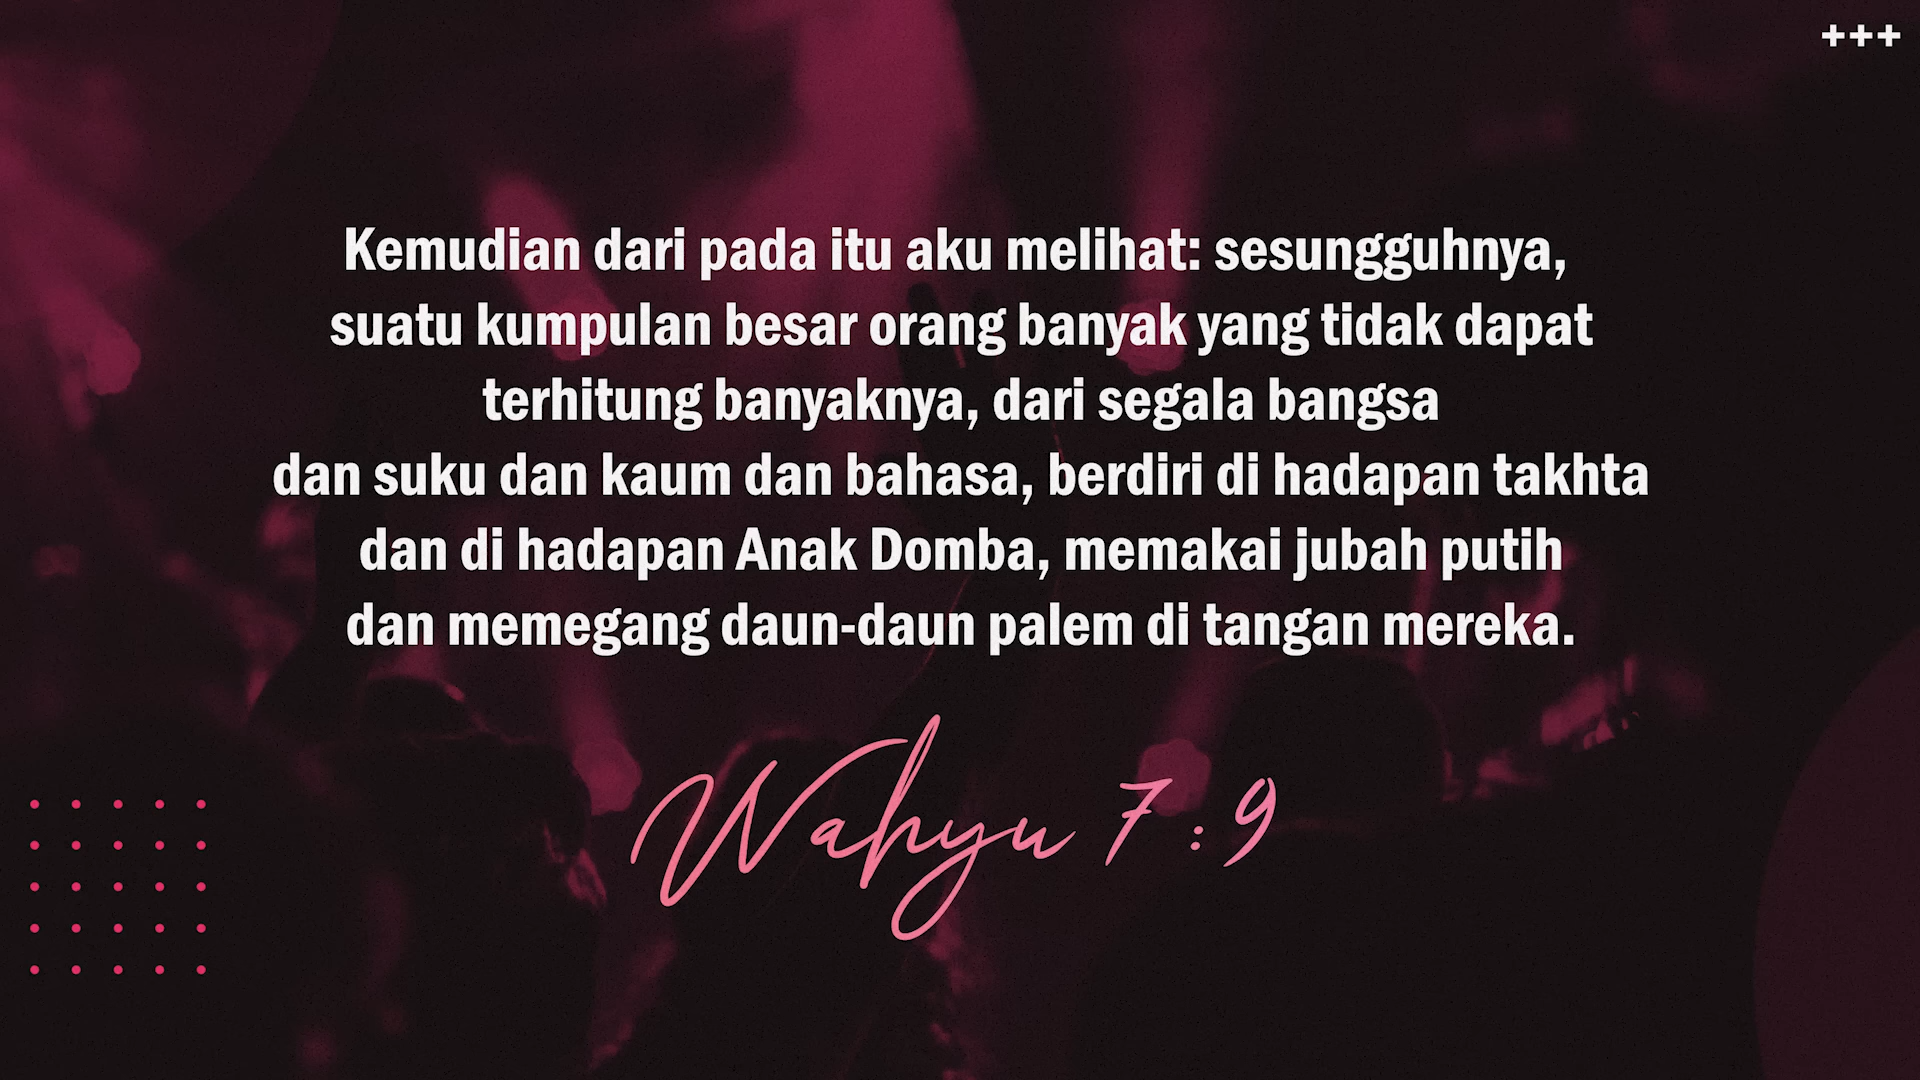 +++
Kemudian dari pada itu aku melihat: sesungguhnya,
suatu kumpulan besar orang banyak yang tidak dapat
terhitung banyaknya, dari segala bangsa
dan suku dan kaum dan bahasa, berdiri di hadapan takhta
dan di hadapan Anak Domba, memakai jubah putih
dan memegang daun-daun palem di tangan mereka.
Wahyu 7 : 9